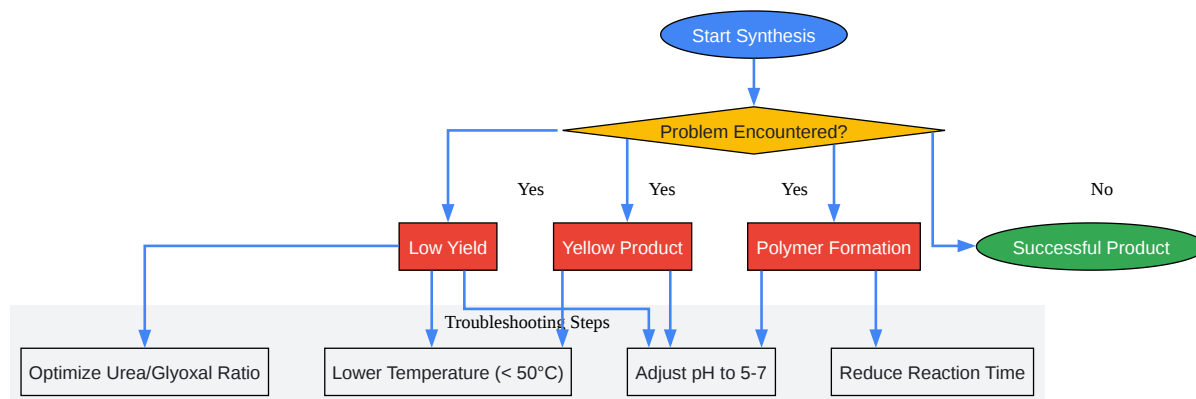 Start Synthesis
Problem Encountered?
Yes
Yes
Yes
No
Low Yield
Yellow Product
Polymer Formation
Successful Product
Troubleshooting Steps
Optimize Urea/Glyoxal Ratio
Lower Temperature (< 50°C)
Adjust pH to 5-7
Reduce Reaction Time